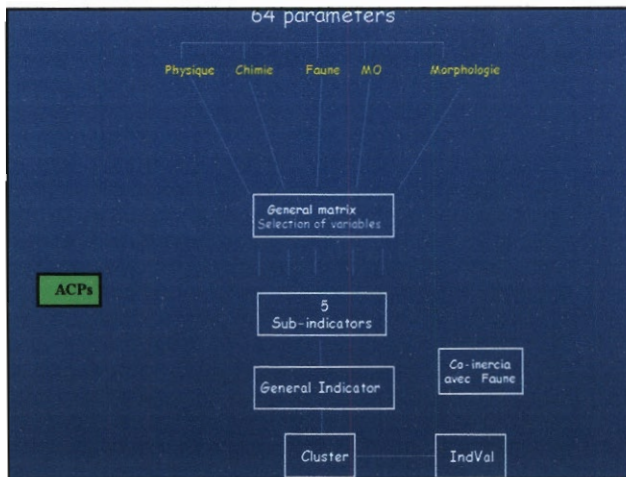 64 parameters
Physique Chimie Faune MO Morphologie
General matrix
Selection of variables
ACPs
5
Sub-indicators
Co-inercia
avec Faune
General Indicator
Cluster
IndVal